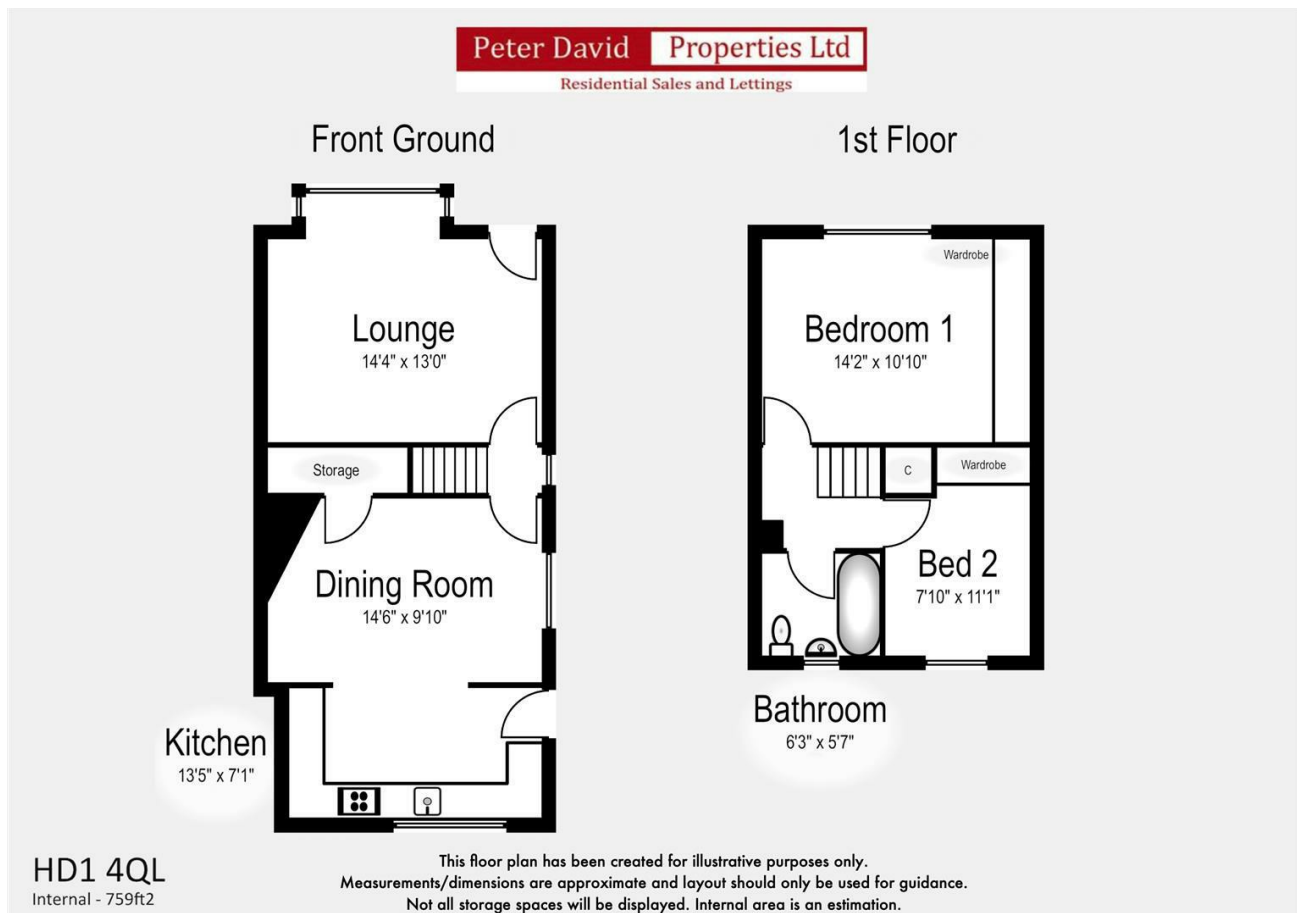 Peter David Properties Ltd
Residential Sales and Lettings
Front Ground
1st Floor
Lounge
14'4" x 13'0"
Storage
Dining Room
14'6" x 9'10"
Kitchen
13'5" x 7'1"
Wardrobe
Bedroom 1
14'2" x 10'10"
C
Wardrobe
Bed 2
7'10" x 11'1"
Bathroom
6'3" x 5'7"
HD1 4QL
Internal - 759ft2
This floor plan has been created for illustrative purposes only.
Measurements/dimensions are approximate and layout should only be used for guidance.
Not all storage spaces will be displayed. Internal area is an estimation.